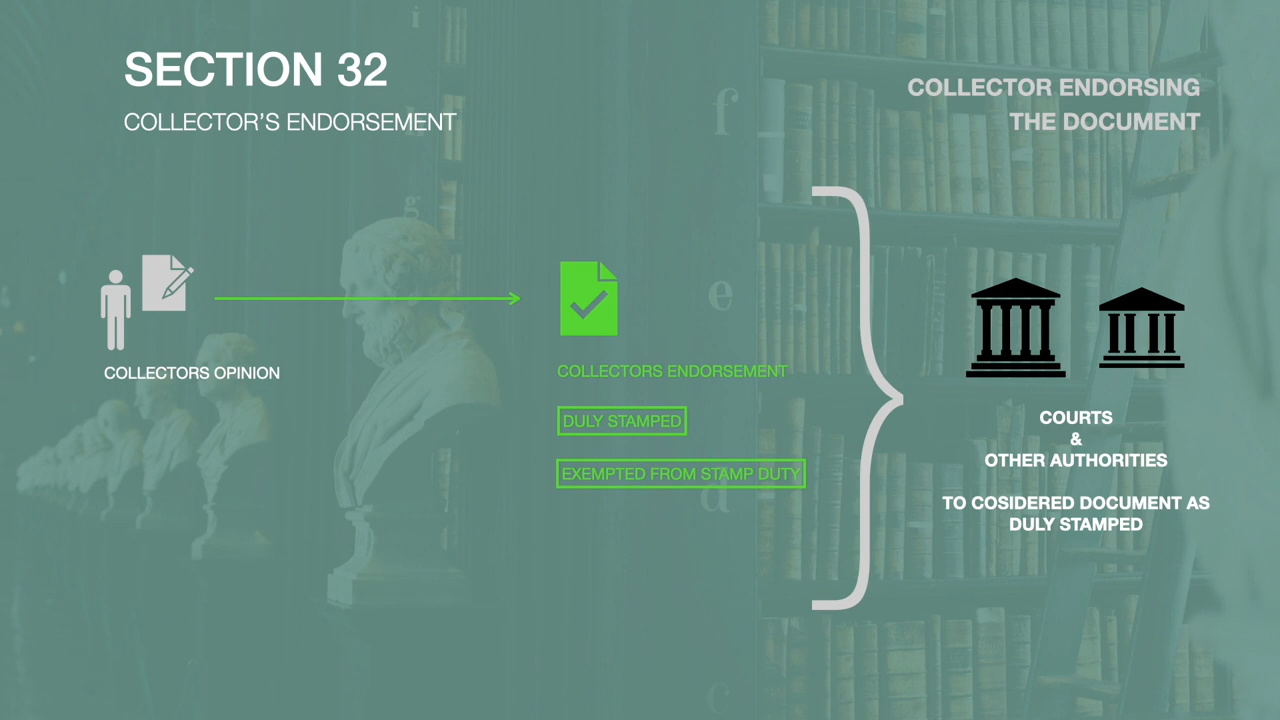 SECTION 32
COLLECTOR'S ENDORSEMENT
COLLECTOR ENDORSING
THE DOCUMENT
COLLECTORS OPINION
COLLECTORS ENDORSEMENT
DULY STAMPED
EXEMPTED FROM STAMP DUTY
COURTS
&
OTHER AUTHORITIES
TO COSIDERED DOCUMENT AS
DULY STAMPED
i
f
g
e
d
c